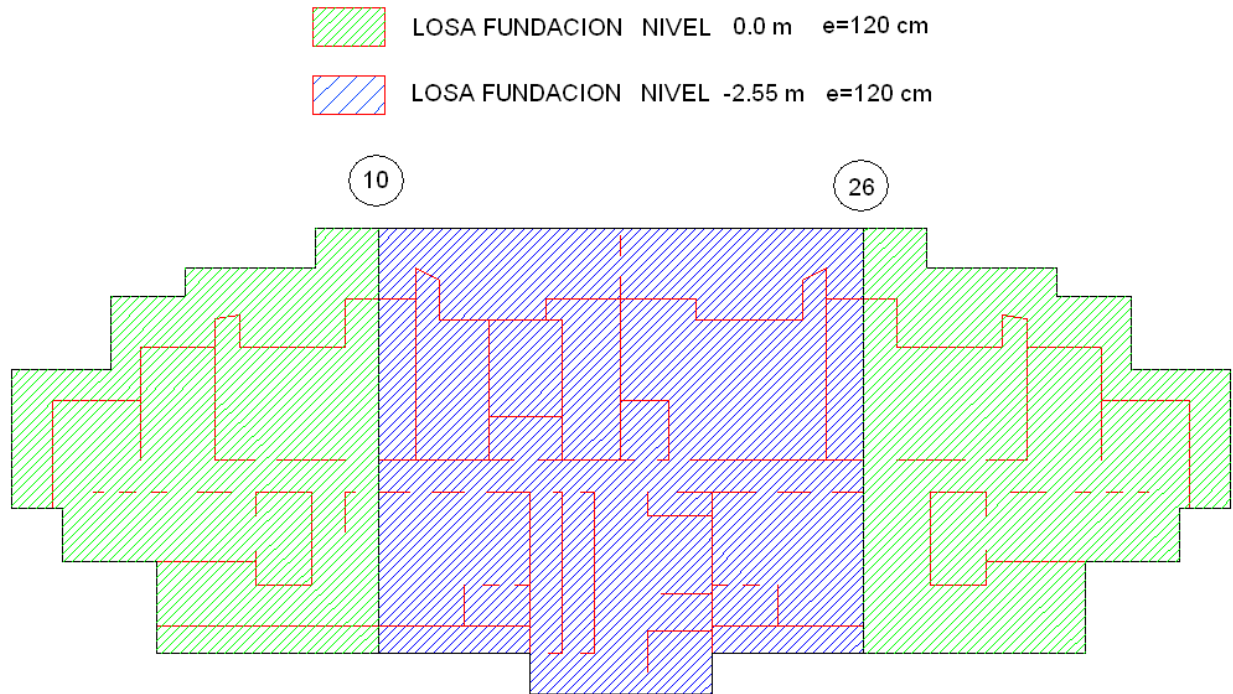 LOSA FUNDACION NIVEL 0.0 m e=120 cm
LOSA FUNDACION NIVEL -2.55 m e=120 cm
10
26